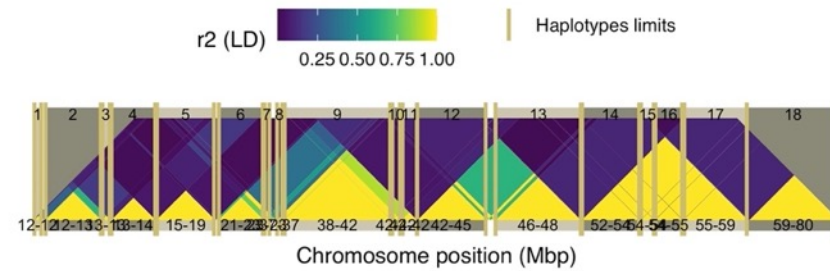 r2 (LD)
0.25 0.50 0.75 1.00
Haplotypes limits
1 2 3 4 5 6 7 8 9 10 11 12 13 14 15 16 17 18
15-19 38-42 46-48 55-59 59-80
Chromosome position (Mbp)